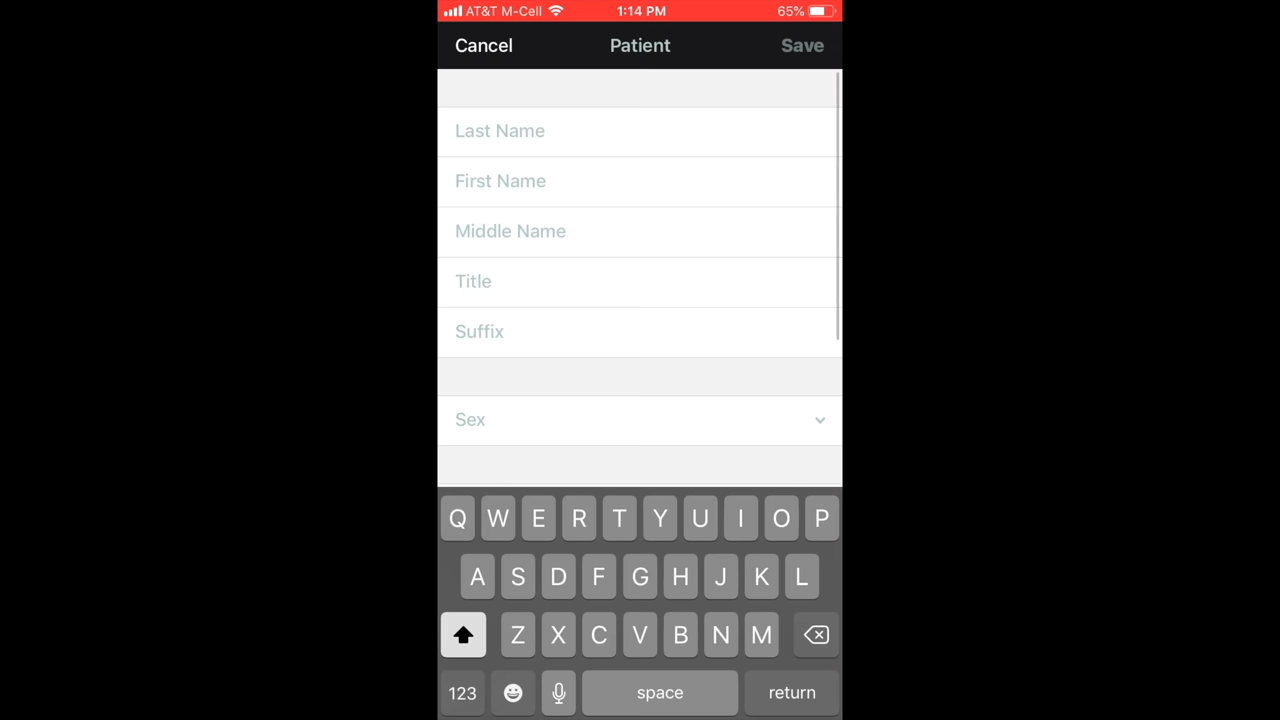 AT&T M-Cell 1:14 PM 65%
Cancel Patient Save
Last Name
First Name
Middle Name
Title
Suffix
Sex
Q W E R T Y U I O P
A S D F G H J K L
Z X C V B N M
123 space return